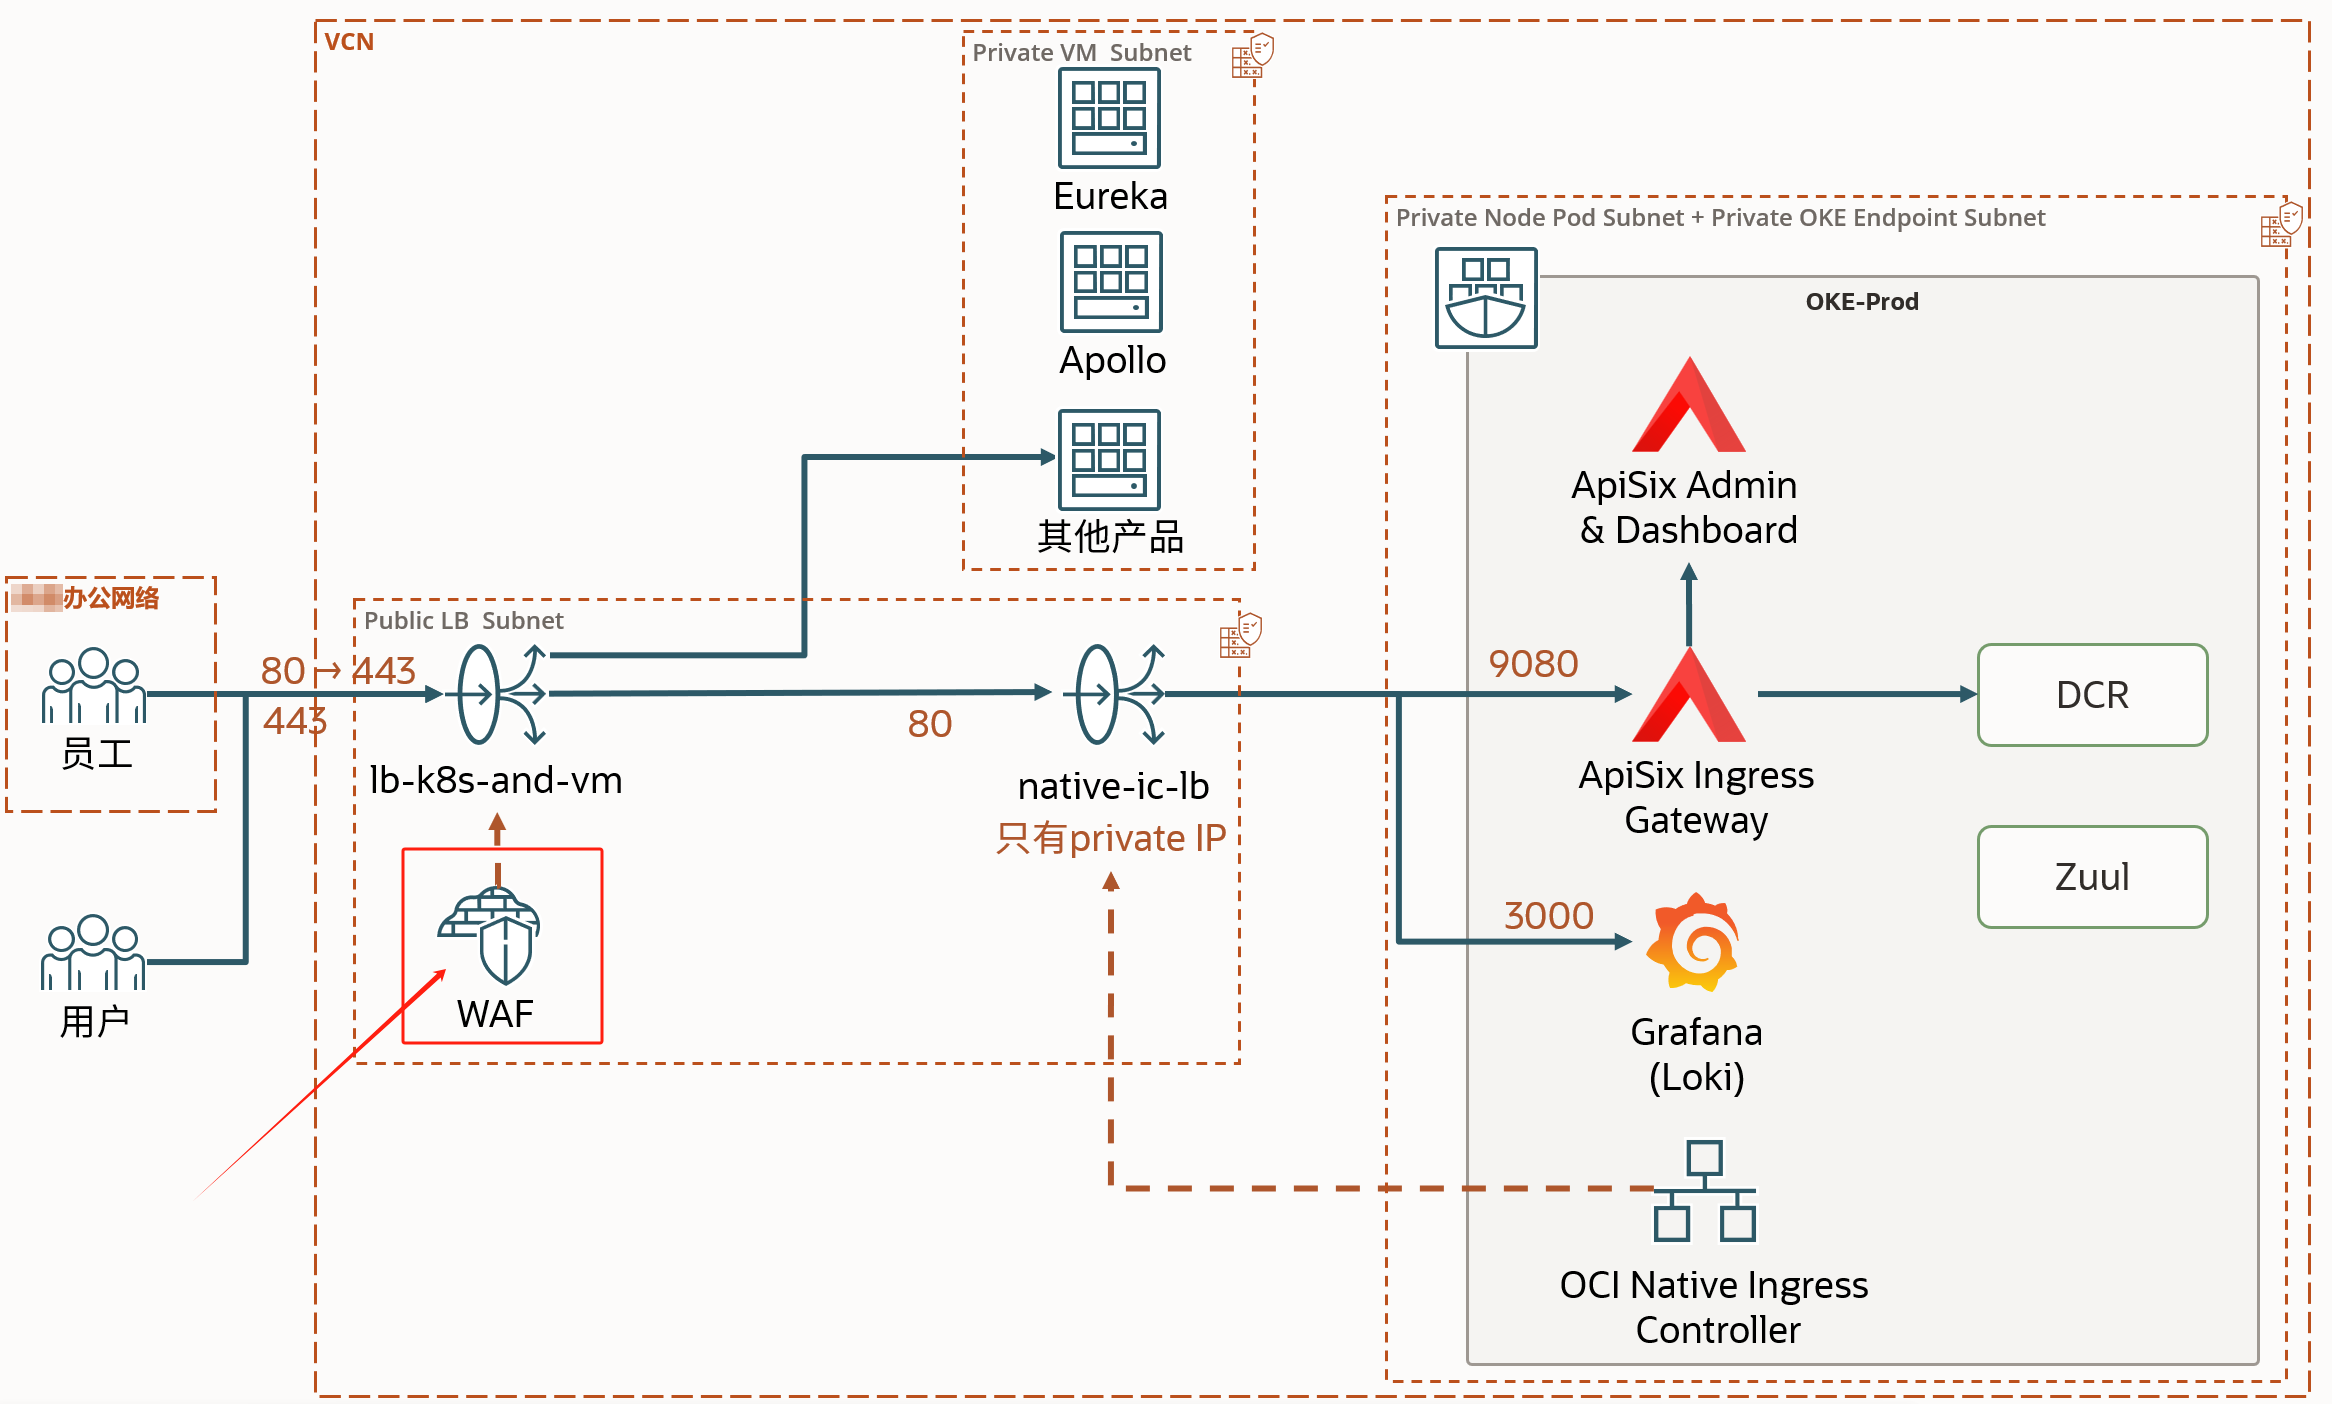 VCN
Private VM Subnet
Eureka
Apollo
其他产品
Private Node Pod Subnet + Private OKE Endpoint Subnet
OKE-Prod
ApiSix Admin
& Dashboard
办公网络
员工
用户
80 → 443
443
Public LB Subnet
lb-k8s-and-vm
80
native-ic-lb
只有private IP
WAF
9080
ApiSix Ingress
Gateway
DCR
Zuul
3000
Grafana
(Loki)
OCI Native Ingress
Controller